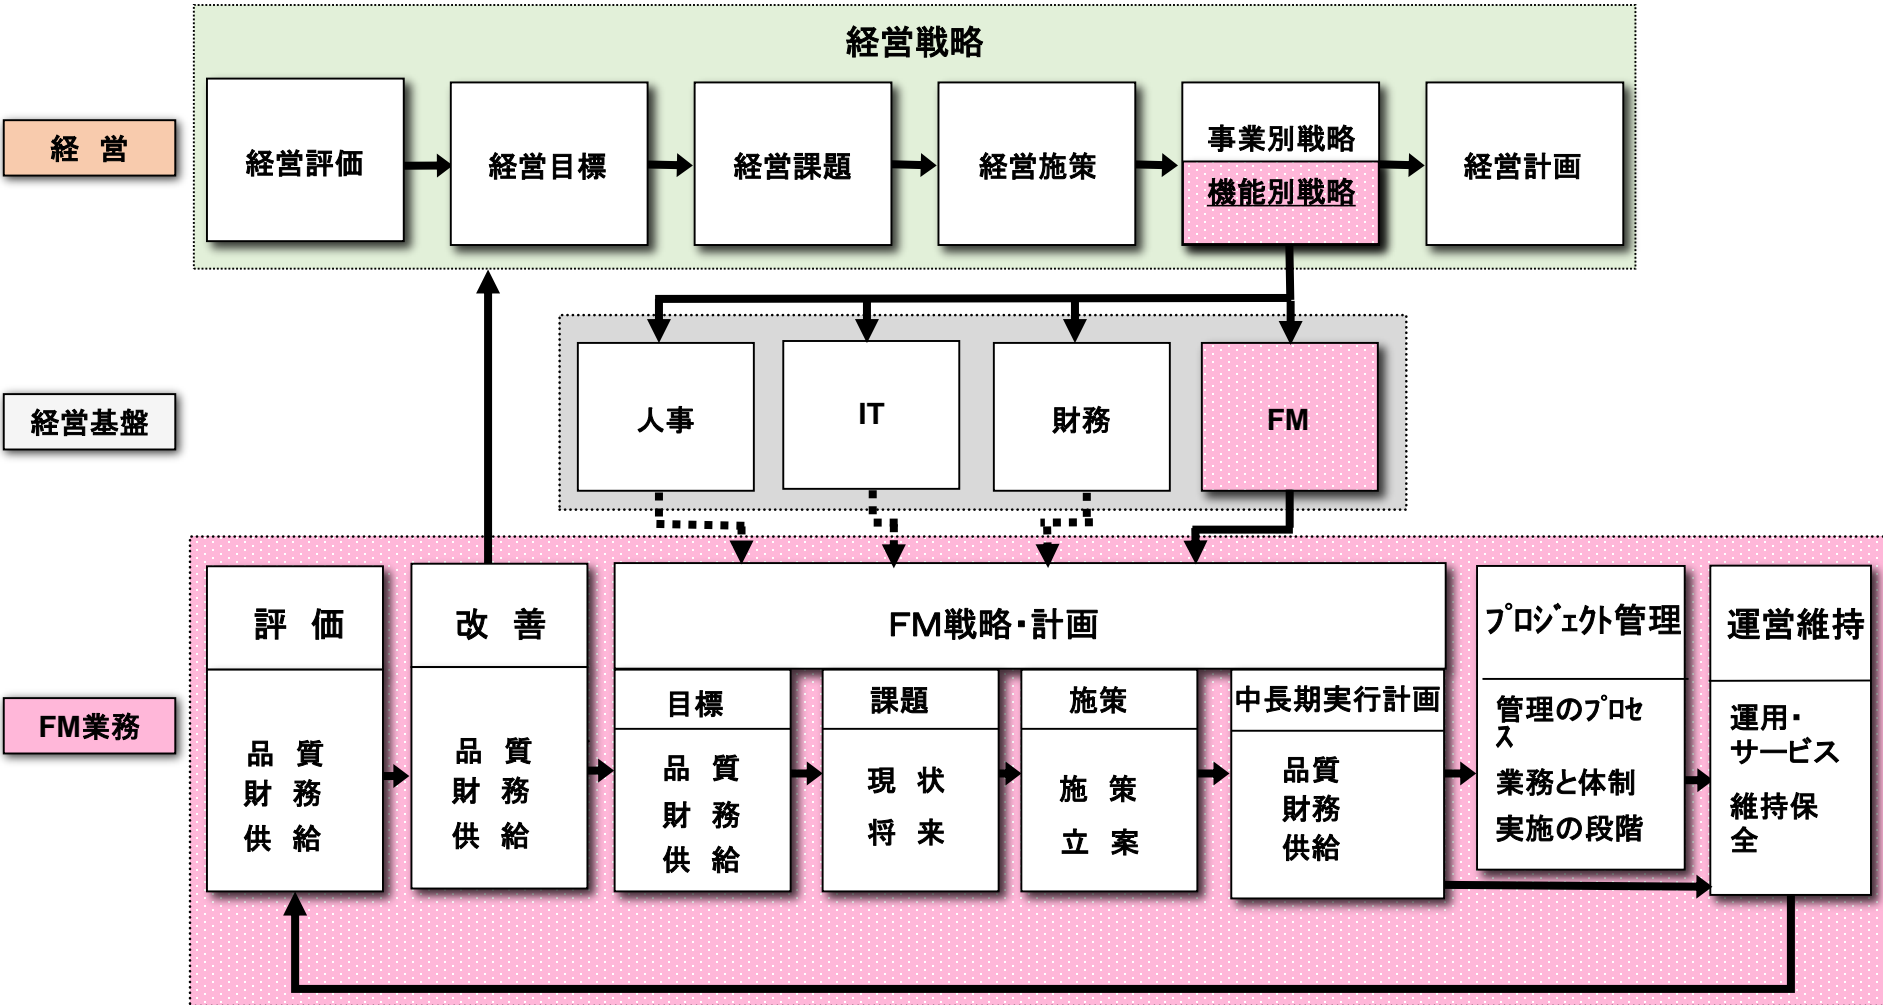 経営戦略
経　営
経営評価
経営目標
経営課題
経営施策
事業別戦略
機能別戦略
経営計画
経営基盤
人事
IT
財務
FM
FM業務
評　価
品　質
財　務
供　給
改　善
品　質
財　務
供　給
FM戦略・計画
目標
品　質
財　務
供　給
課題
現　状
将　来
施策
施　策
立　案
中長期実行計画
品質
財務
供給
プロジェクト管理
管理のプロセ
ス
業務と体制
実施の段階
運営維持
運用・
サービス
維持保
全